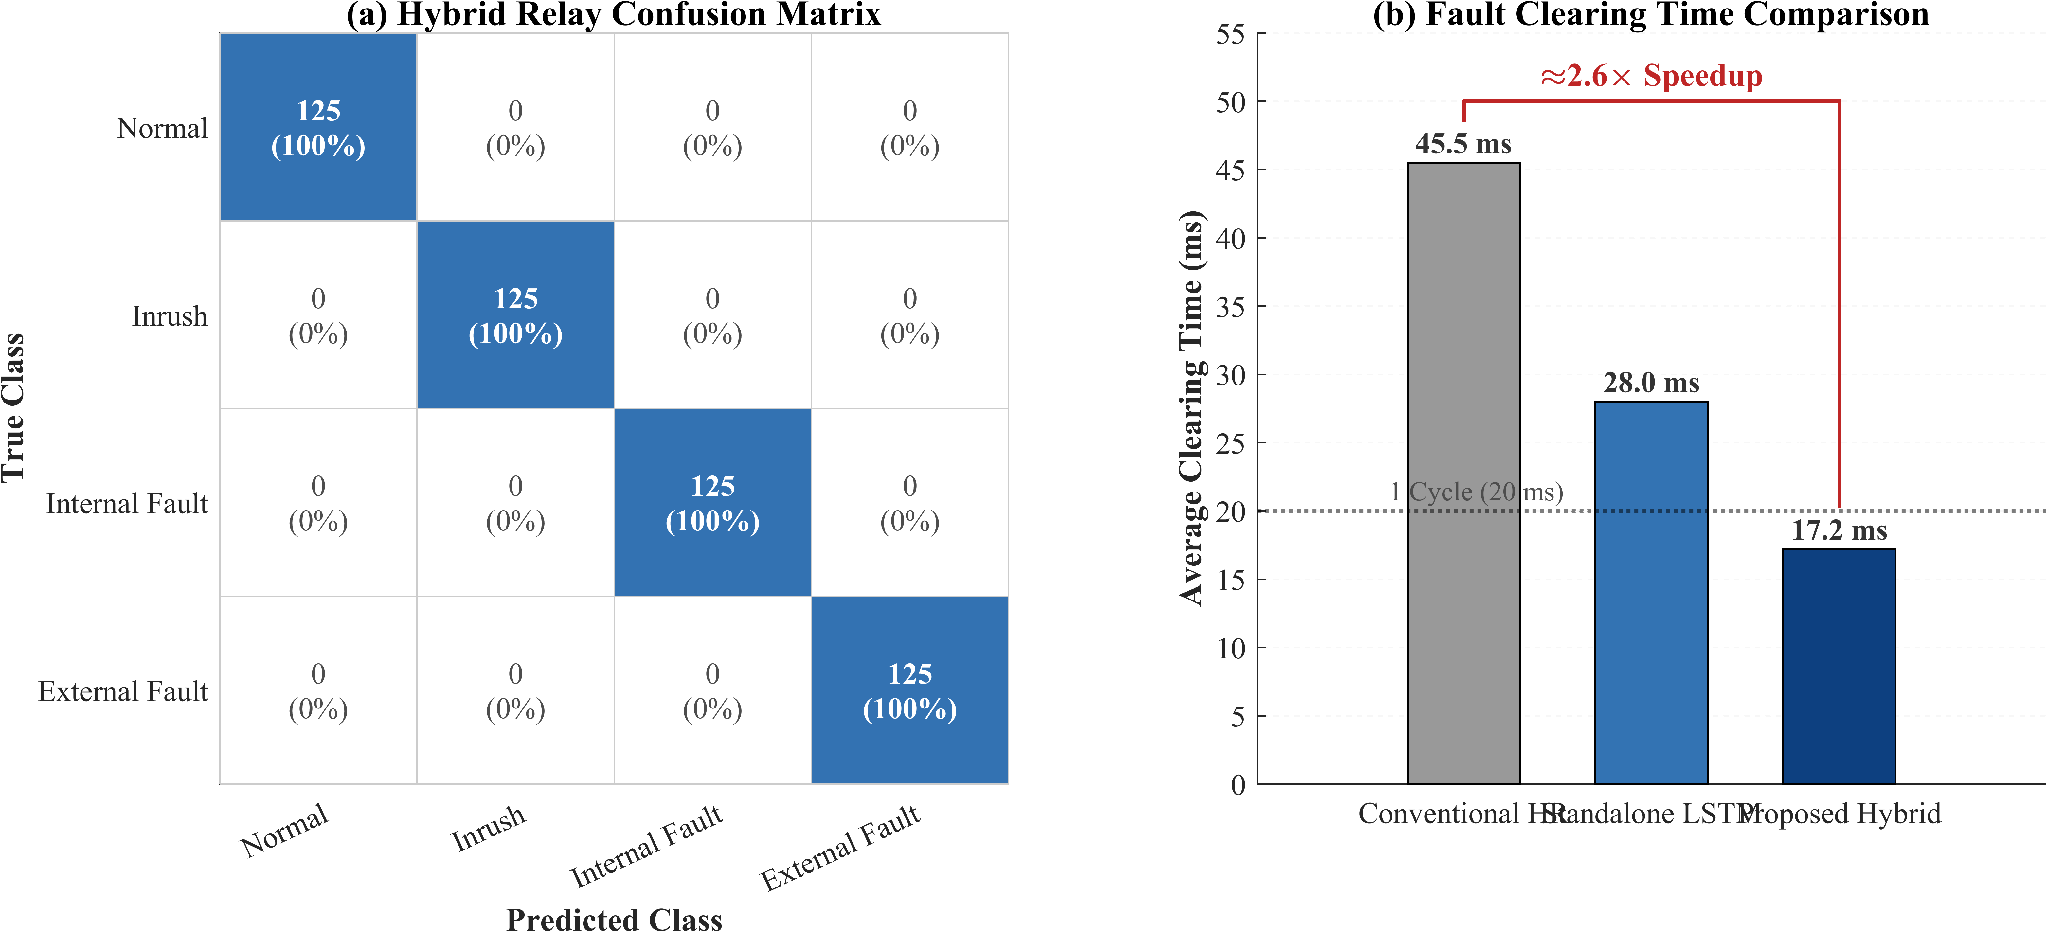 (a) Hybrid Relay Confusion Matrix
True Class
Normal
125
(100%)
0
(0%)
0
(0%)
0
(0%)
Inrush
0
(0%)
125
(100%)
0
(0%)
0
(0%)
Internal Fault
0
(0%)
0
(0%)
125
(100%)
0
(0%)
External Fault
0
(0%)
0
(0%)
0
(0%)
125
(100%)
Normal
Inrush
Internal Fault
External Fault
Predicted Class
(b) Fault Clearing Time Comparison
Average Clearing Time (ms)
55
50
45
40
35
30
25
20
15
10
5
0
≈2.6× Speedup
45.5 ms
28.0 ms
1 Cycle (20 ms)
17.2 ms
Conventional HR
Standalone LSTM
Proposed Hybrid